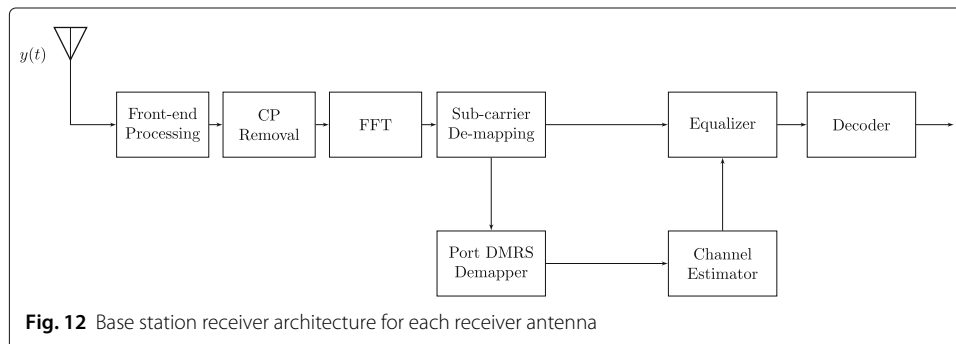 y(t)
Front-end
Processing
CP
Removal
FFT
Sub-carrier
De-mapping
Equalizer
Decoder
Port DMRS
Demapper
Channel
Estimator
Fig. 12 Base station receiver architecture for each receiver antenna